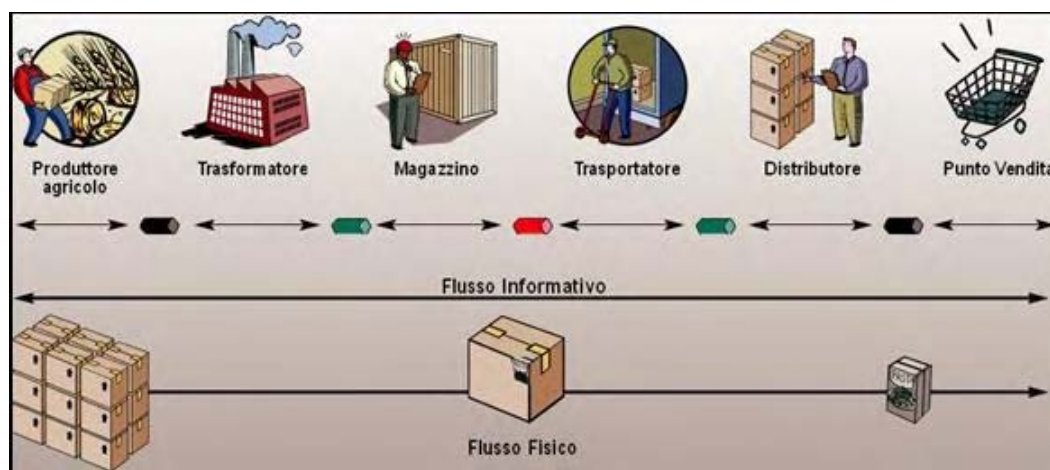 Produttore
agricolo
Trasformatore
Magazzino
Trasportatore
Distributore
Punto Vendita
Flusso Informativo
Flusso Fisico